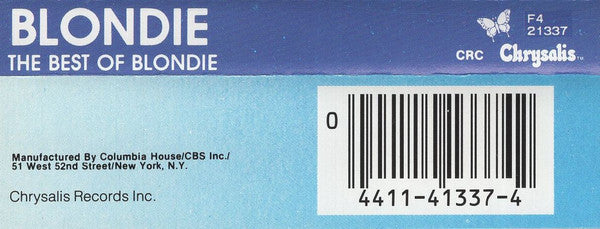 BLONDIE
THE BEST OF BLONDIE
F4
21337
CRC Chrysalis™
0
4411-41337-4
Manufactured By Columbia House/CBS Inc./
51 West 52nd Street/New York, N.Y.
Chrysalis Records Inc.